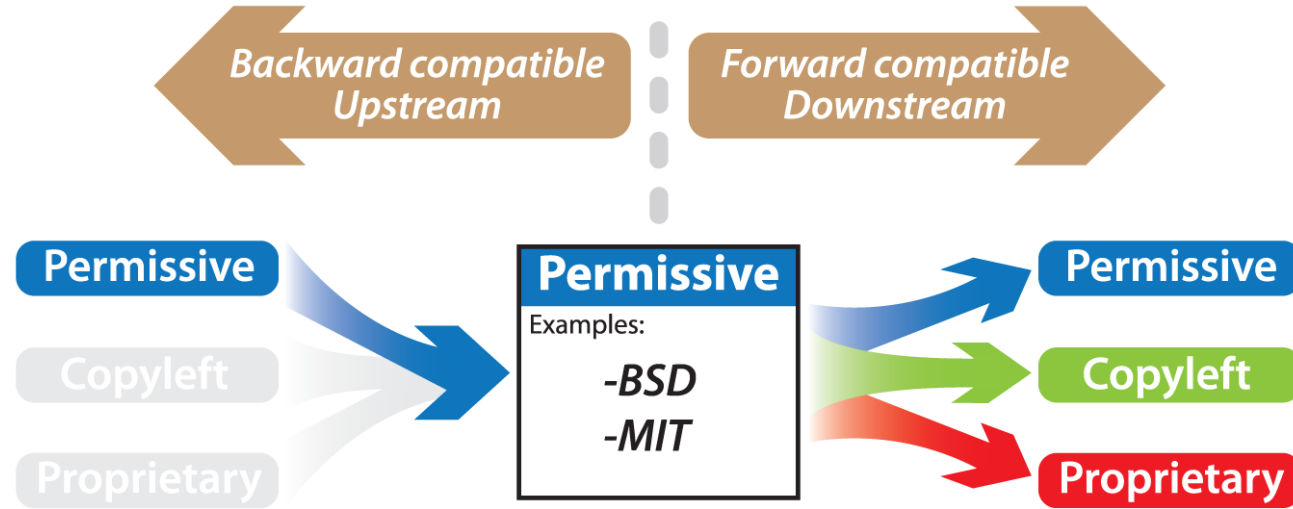 Backward compatible
Upstream
Forward compatible
Downstream
Permissive
Copyleft
Proprietary
Permissive
Examples:
-BSD
-MIT
Permissive
Copyleft
Proprietary